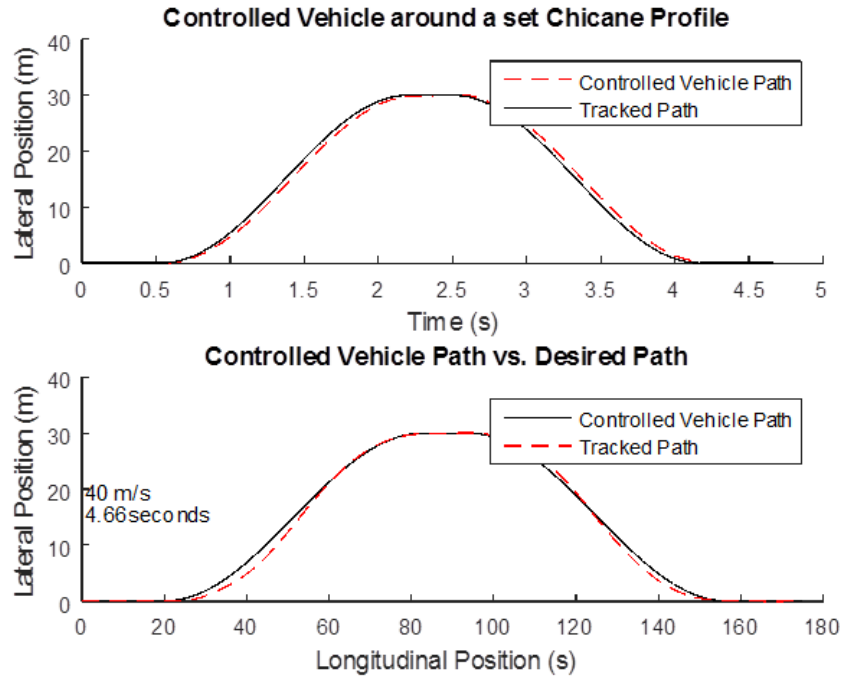 Controlled Vehicle around a set Chicane Profile
40
30
20
10
0
Lateral Position (m)
Controlled Vehicle Path
Tracked Path
0 0.5 1 1.5 2 2.5 3 3.5 4 4.5 5
Time (s)
Controlled Vehicle Path vs. Desired Path
40
30
20
10
0
Lateral Position (m)
Controlled Vehicle Path
Tracked Path
40 m/s
4.66seconds
0 20 40 60 80 100 120 140 160 180
Longitudinal Position (s)